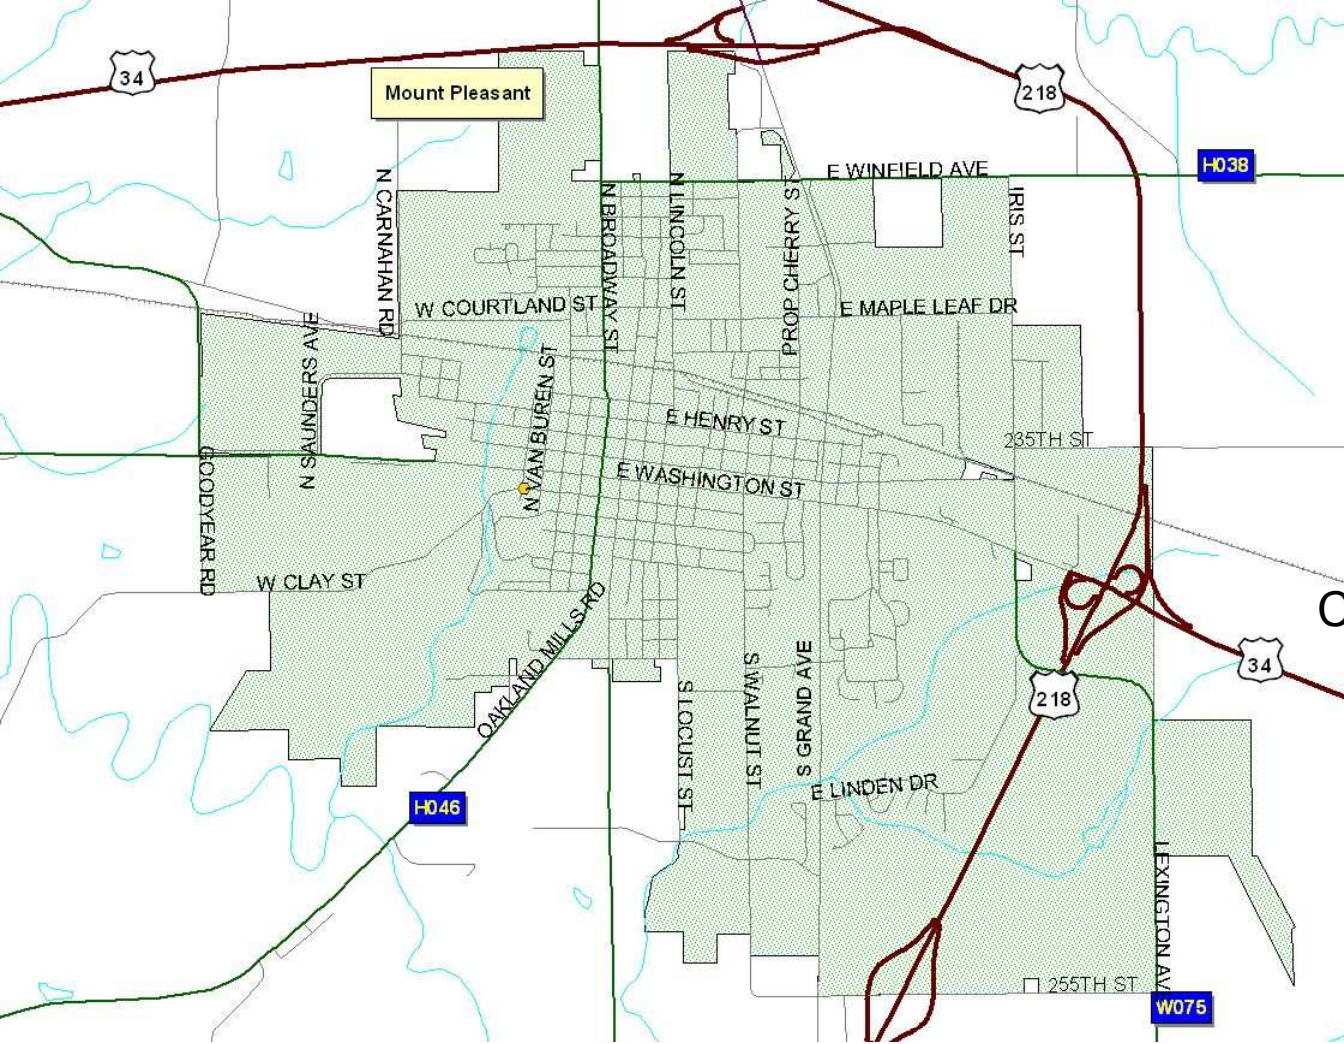 34
Mount Pleasant
218
H038
E WINFIELD AVE
N CARNAHAN RD
N BROADWAY ST
N LINCOLN ST
PROP CHERRY ST
IRIS ST
W COURTLAND ST
E MAPLE LEAF DR
N SAUNDERS AVE
N VAN BUREN ST
E HENRY ST
235TH ST
E WASHINGTON ST
GOODYEAR RD
W CLAY ST
OAKLAND MILLS RD
34
218
S LOCUST ST
S WALNUT ST
S GRAND AVE
E LINDEN DR
H046
LEXINGTON AV
255TH ST
W075